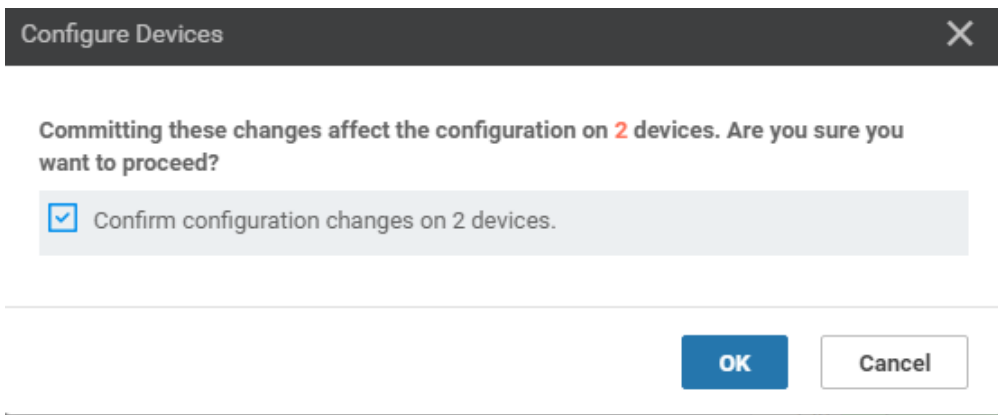 Configure Devices
Committing these changes affect the configuration on 2 devices. Are you sure you
want to proceed?
Confirm configuration changes on 2 devices.
OK
Cancel